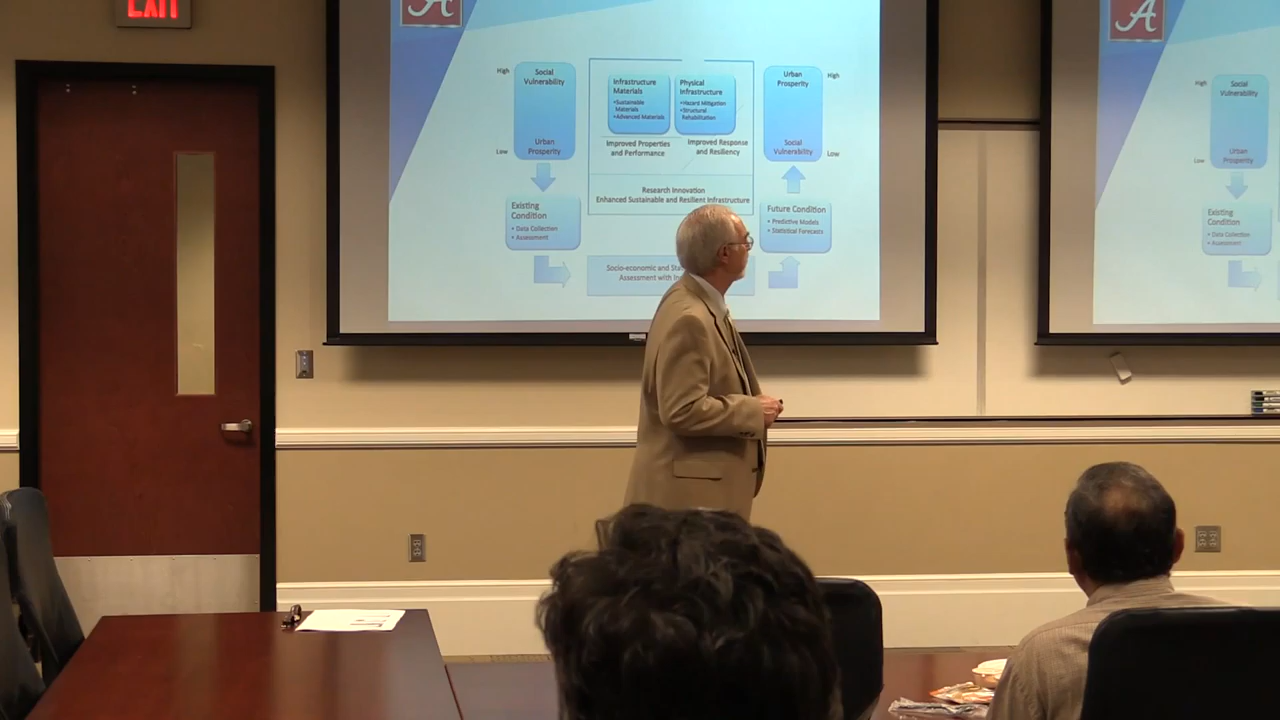 EXIT
A
High
Social
Vulnerability
Urban
Prosperity
Low
Infrastructure
Materials
•Sustainable
Materials
•Advanced Materials
Physical
Infrastructure
•Hazard Mitigation
•Structural
Rehabilitation
Improved Properties
and Performance
Improved Response
and Resiliency
Research Innovation
Enhanced Sustainable and Resilient Infrastructure
Urban
Prosperity
High
Social
Vulnerability
Low
Existing
Condition
• Data Collection
• Assessment
Future Condition
• Predictive Models
• Statistical Forecasts
Socio-economic and
Assessment with
A
High
Social
Vulnerability
Low
Urban
Prosperity
Existing
Condition
• Data Collection
• Assessment